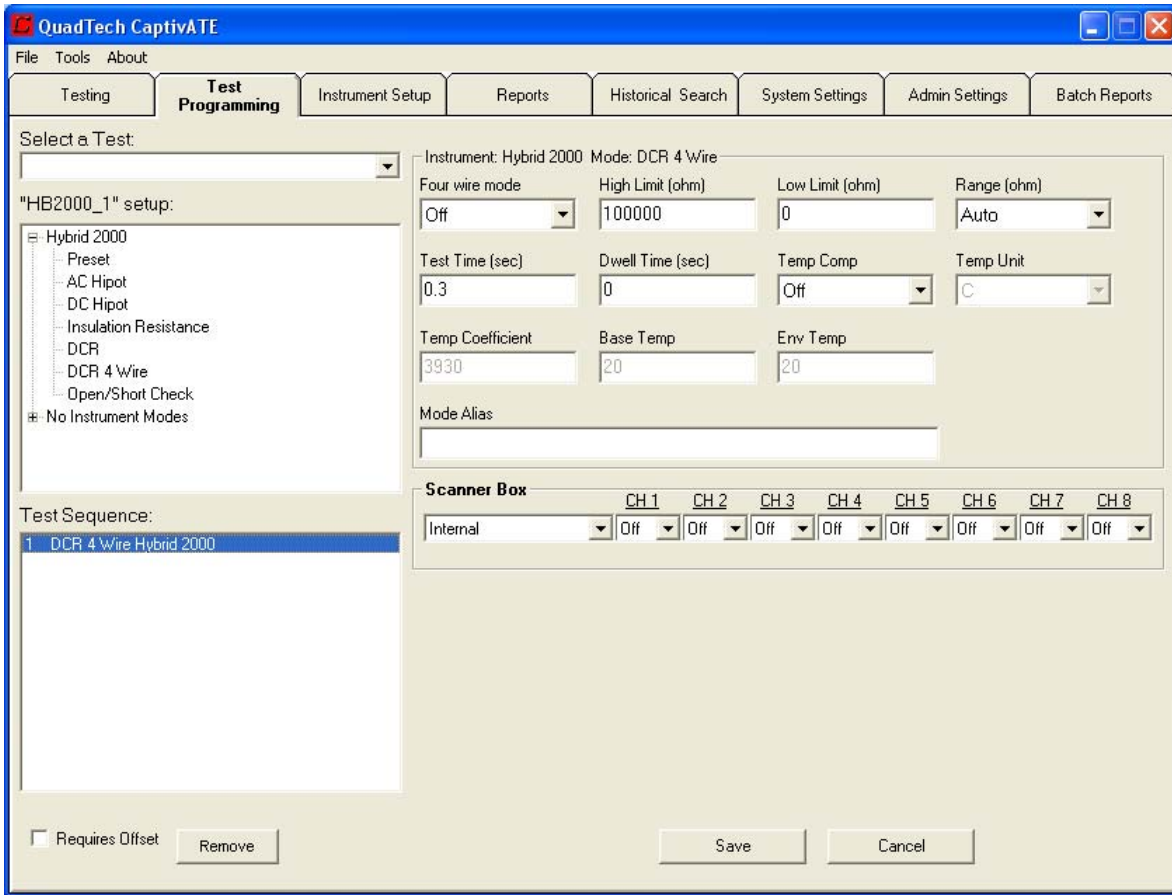 QuadTech CaptivATE
File Tools About
Testing Test Programming Instrument Setup Reports Historical Search System Settings Admin Settings Batch Reports
Select a Test:
"HB2000_1" setup:
Hybrid 2000
Preset
AC Hipot
DC Hipot
Insulation Resistance
DCR
DCR 4 Wire
Open/Short Check
No Instrument Modes
Test Sequence:
1 DCR 4 Wire Hybrid 2000
Requires Offset
Remove
Instrument: Hybrid 2000 Mode: DCR 4 Wire
Four wire mode High Limit (ohm) Low Limit (ohm) Range (ohm)
Off 100000 0 Auto
Test Time (sec) Dwell Time (sec) Temp Comp Temp Unit
0.3 0 Off C
Temp Coefficient Base Temp Env Temp
3930 20 20
Mode Alias
Scanner Box
CH 1 CH 2 CH 3 CH 4 CH 5 CH 6 CH 7 CH 8
Internal Off Off Off Off Off Off Off Off
Save Cancel